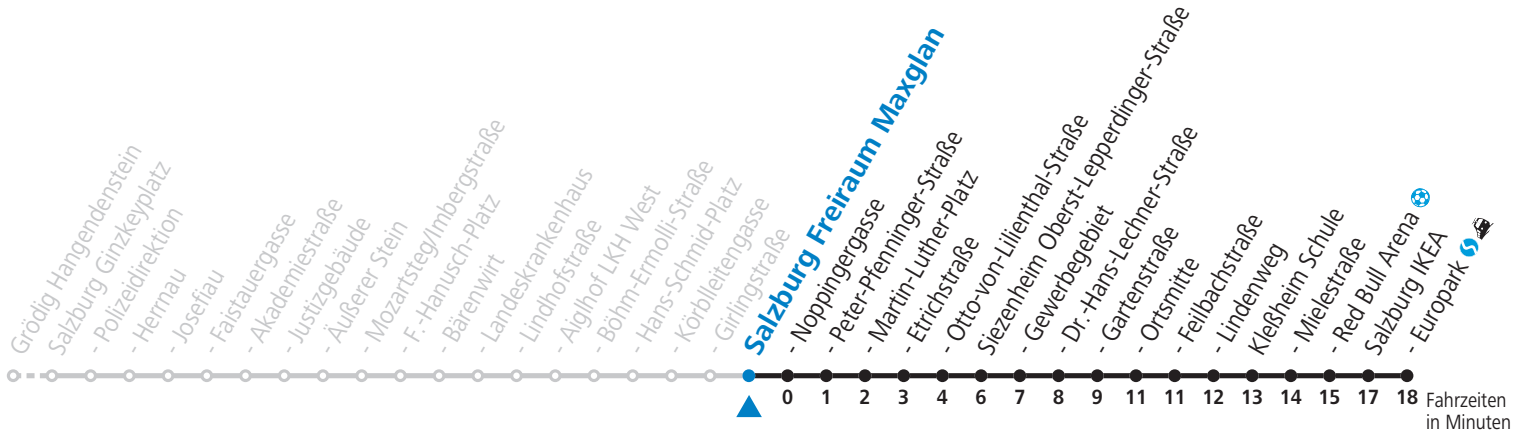 Grödig Hangendenstein
Salzburg Ginzkeyplatz
- Polizeidirektion
- Herrnau
- Josefiau
- Faistauergasse
- Akademiestraße
- Justizgebäude
- Äußerer Stein
- Mozartsteg/Imbergstraße
- F.-Hanusch-Platz
- Bärenwirt
- Landeskrankenhaus
- Lindhofstraße
- Aiglhof LKH West
- Böhm-Ermolli-Straße
- Hans-Schmid-Platz
- Korbleitengasse
- Girlingstraße
Salzburg Freiraum Maxglan
- Noppingergasse
- Peter-Pfenninger-Straße
- Martin-Luther-Platz
- Etrichstraße
- Otto-von-Lilienthal-Straße
Siezenheim Oberst-Lepperdinger-Straße
- Gewerbegebiet
- Dr.-Hans-Lechner-Straße
- Gartenstraße
- Ortsmitte
- Feilbachstraße
- Lindenweg
Kleßheim Schule
- Mielestraße
- Red Bull Arena
Salzburg IKEA
- Europark
0 1 2 3 4 6 7 8 9 11 11 12 13 14 15 17 18
Fahrzeiten
in Minuten